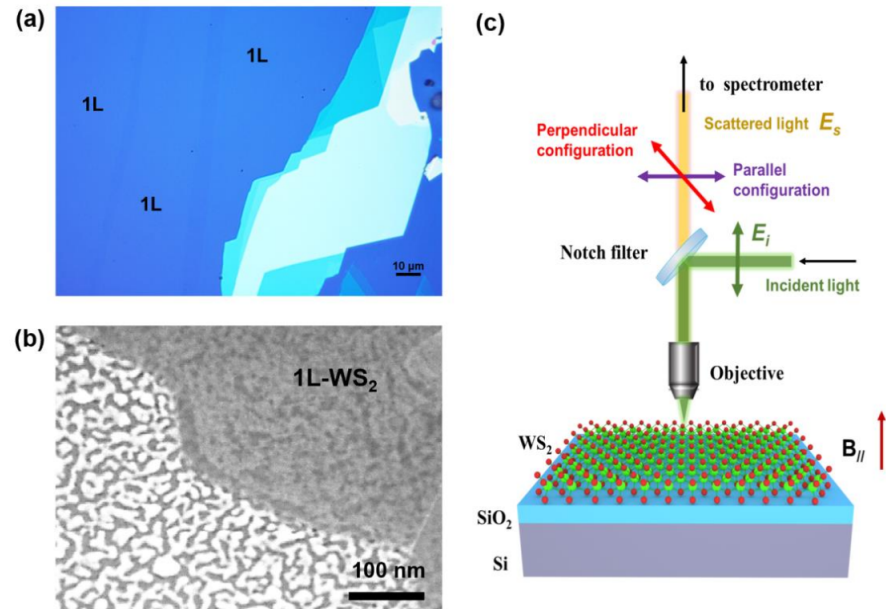 (a)
1L
1L
1L
10 µm
(b)
1L-WS₂
100 nm
(c)
to spectrometer
Scattered light Eₛ
Perpendicular
configuration
Parallel
configuration
Notch filter
Eᵢ
Incident light
Objective
WS₂
B//
SiO₂
Si